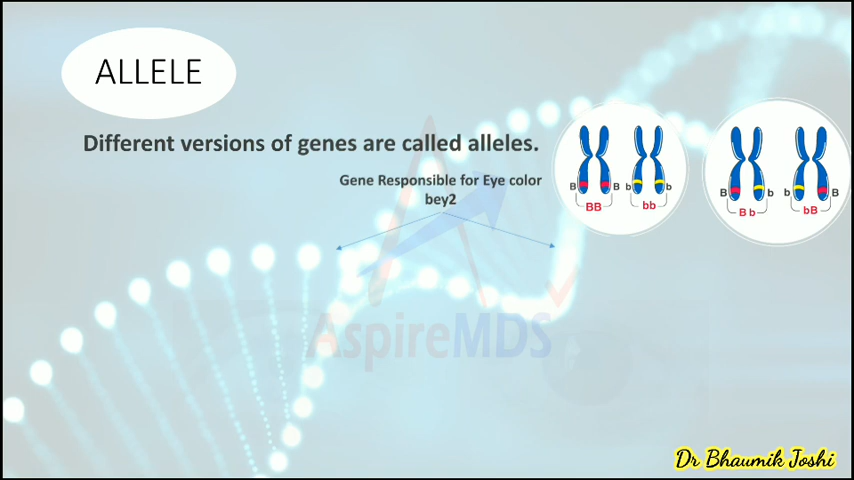 ALLELE
Different versions of genes are called alleles.
Gene Responsible for Eye color
bey2
B B b b
BB bb
B b b B
B b bB
AspireMDS
Dr Bhaumik Joshi